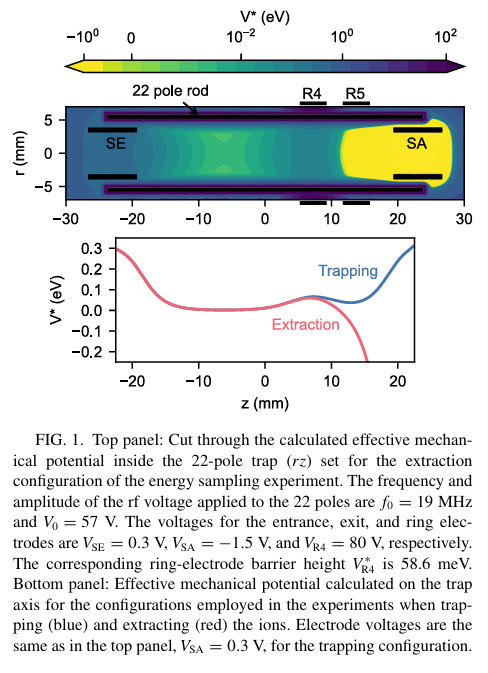 V* (eV)
−10⁰ 0 10⁻² 10⁰ 10²
22 pole rod R4 R5
r (mm)
5
0
−5
SE SA
−30 −20 −10 0 10 20 30
V* (eV)
0.3
0.2
0.1
0.0
−0.1
−0.2
Trapping
Extraction
−20 −10 0 10 20
z (mm)
FIG. 1. Top panel: Cut through the calculated effective mechan-
ical potential inside the 22-pole trap (rz) set for the extraction
configuration of the energy sampling experiment. The frequency and
amplitude of the rf voltage applied to the 22 poles are f₀ = 19 MHz
and V₀ = 57 V. The voltages for the entrance, exit, and ring elec-
trodes are V_SE = 0.3 V, V_SA = −1.5 V, and V_R4 = 80 V, respectively.
The corresponding ring-electrode barrier height V*_R4 is 58.6 meV.
Bottom panel: Effective mechanical potential calculated on the trap
axis for the configurations employed in the experiments when trap-
ping (blue) and extracting (red) the ions. Electrode voltages are the
same as in the top panel, V_SA = 0.3 V, for the trapping configuration.